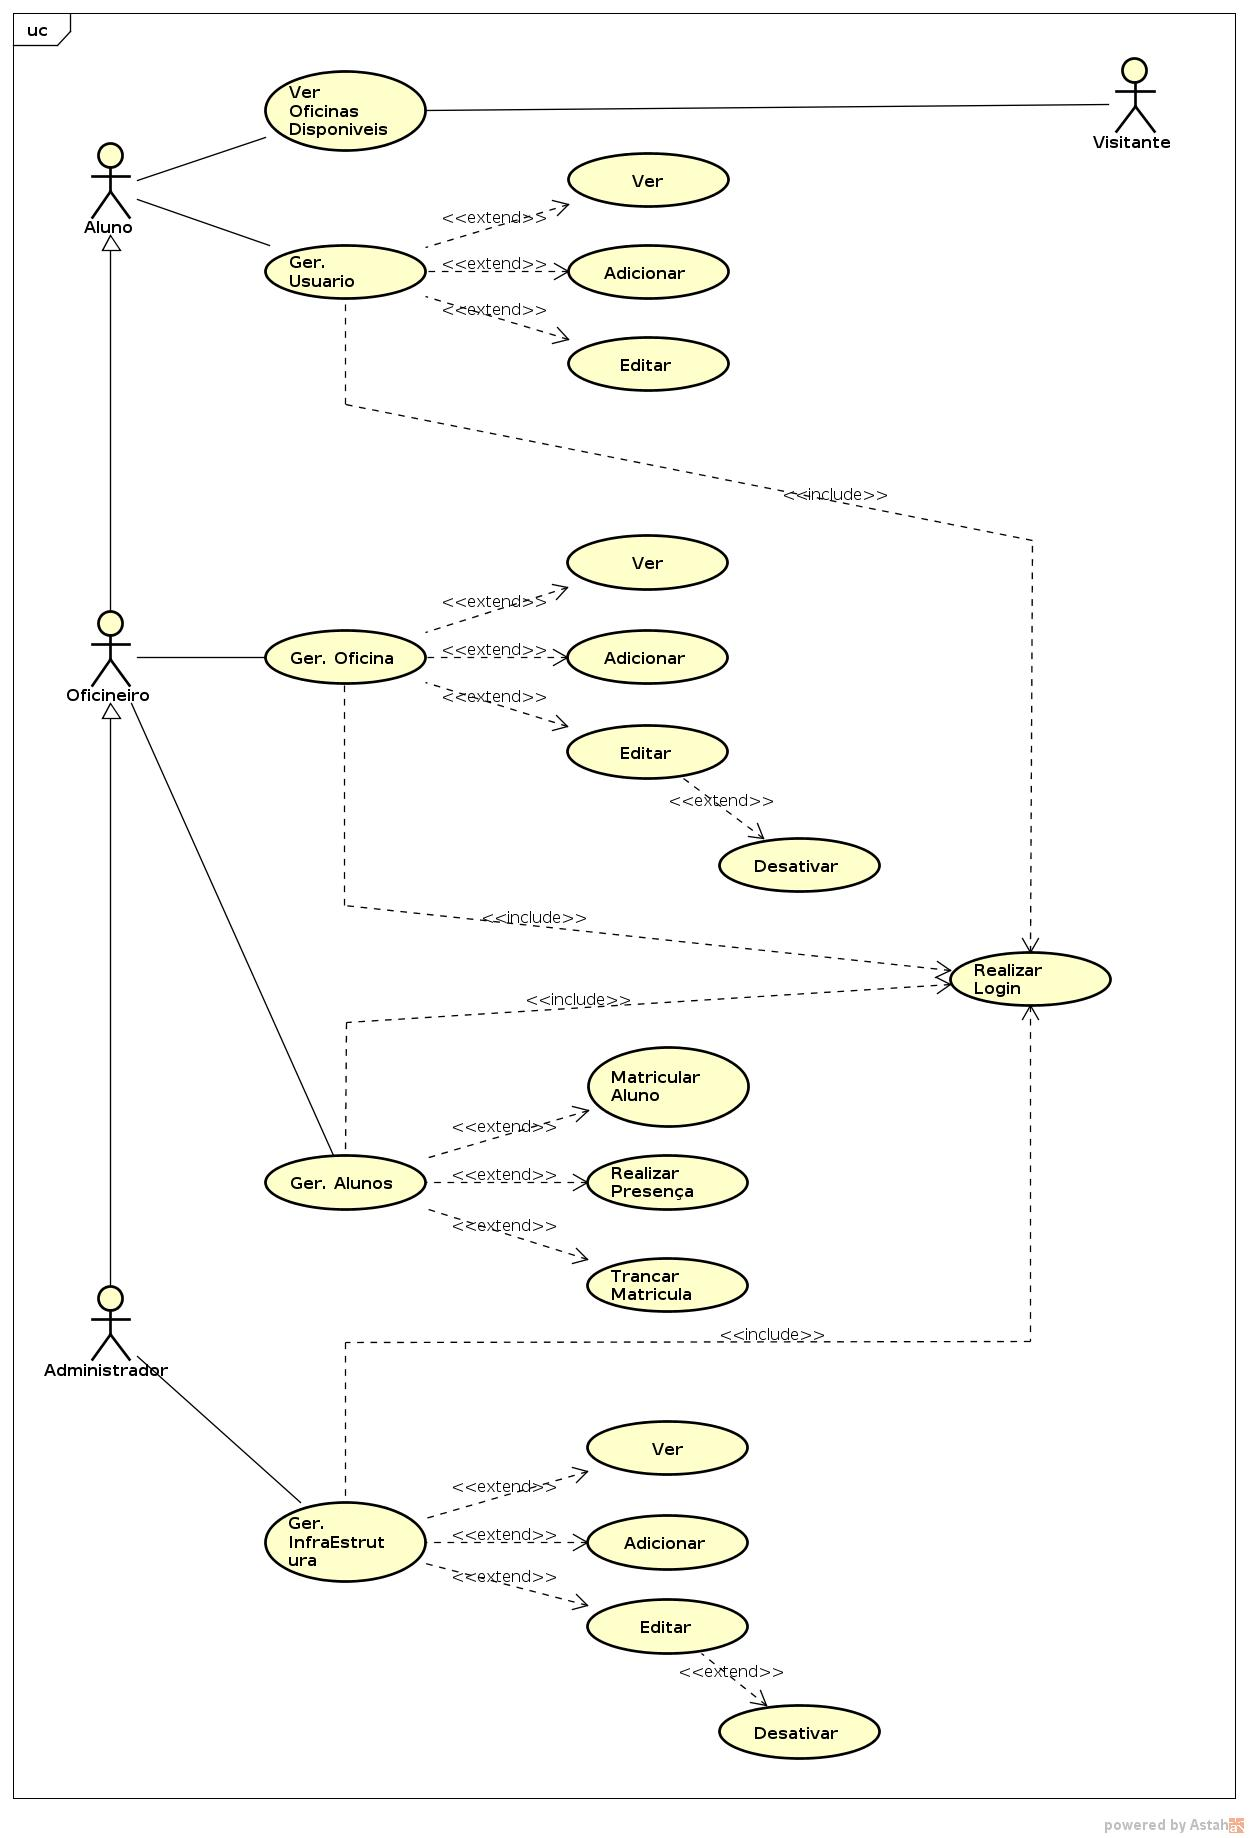 uc
Ver
Oficinas
Disponiveis
Visitante
Aluno
Ver
<<extend>>
Ger.
Usuario
<<extend>>
Adicionar
<<extend>>
Editar
<<include>>
Ver
<<extend>>
Oficineiro
Ger. Oficina
<<extend>>
Adicionar
<<extend>>
Editar
<<extend>>
Desativar
<<include>>
Realizar
Login
<<include>>
Matricular
Aluno
<<extend>>
Ger. Alunos
<<extend>>
Realizar
Presença
<<extend>>
Trancar
Matricula
<<include>>
Administrador
Ver
<<extend>>
Ger.
InfraEstrut
ura
<<extend>>
Adicionar
<<extend>>
Editar
<<extend>>
Desativar
powered by Astah